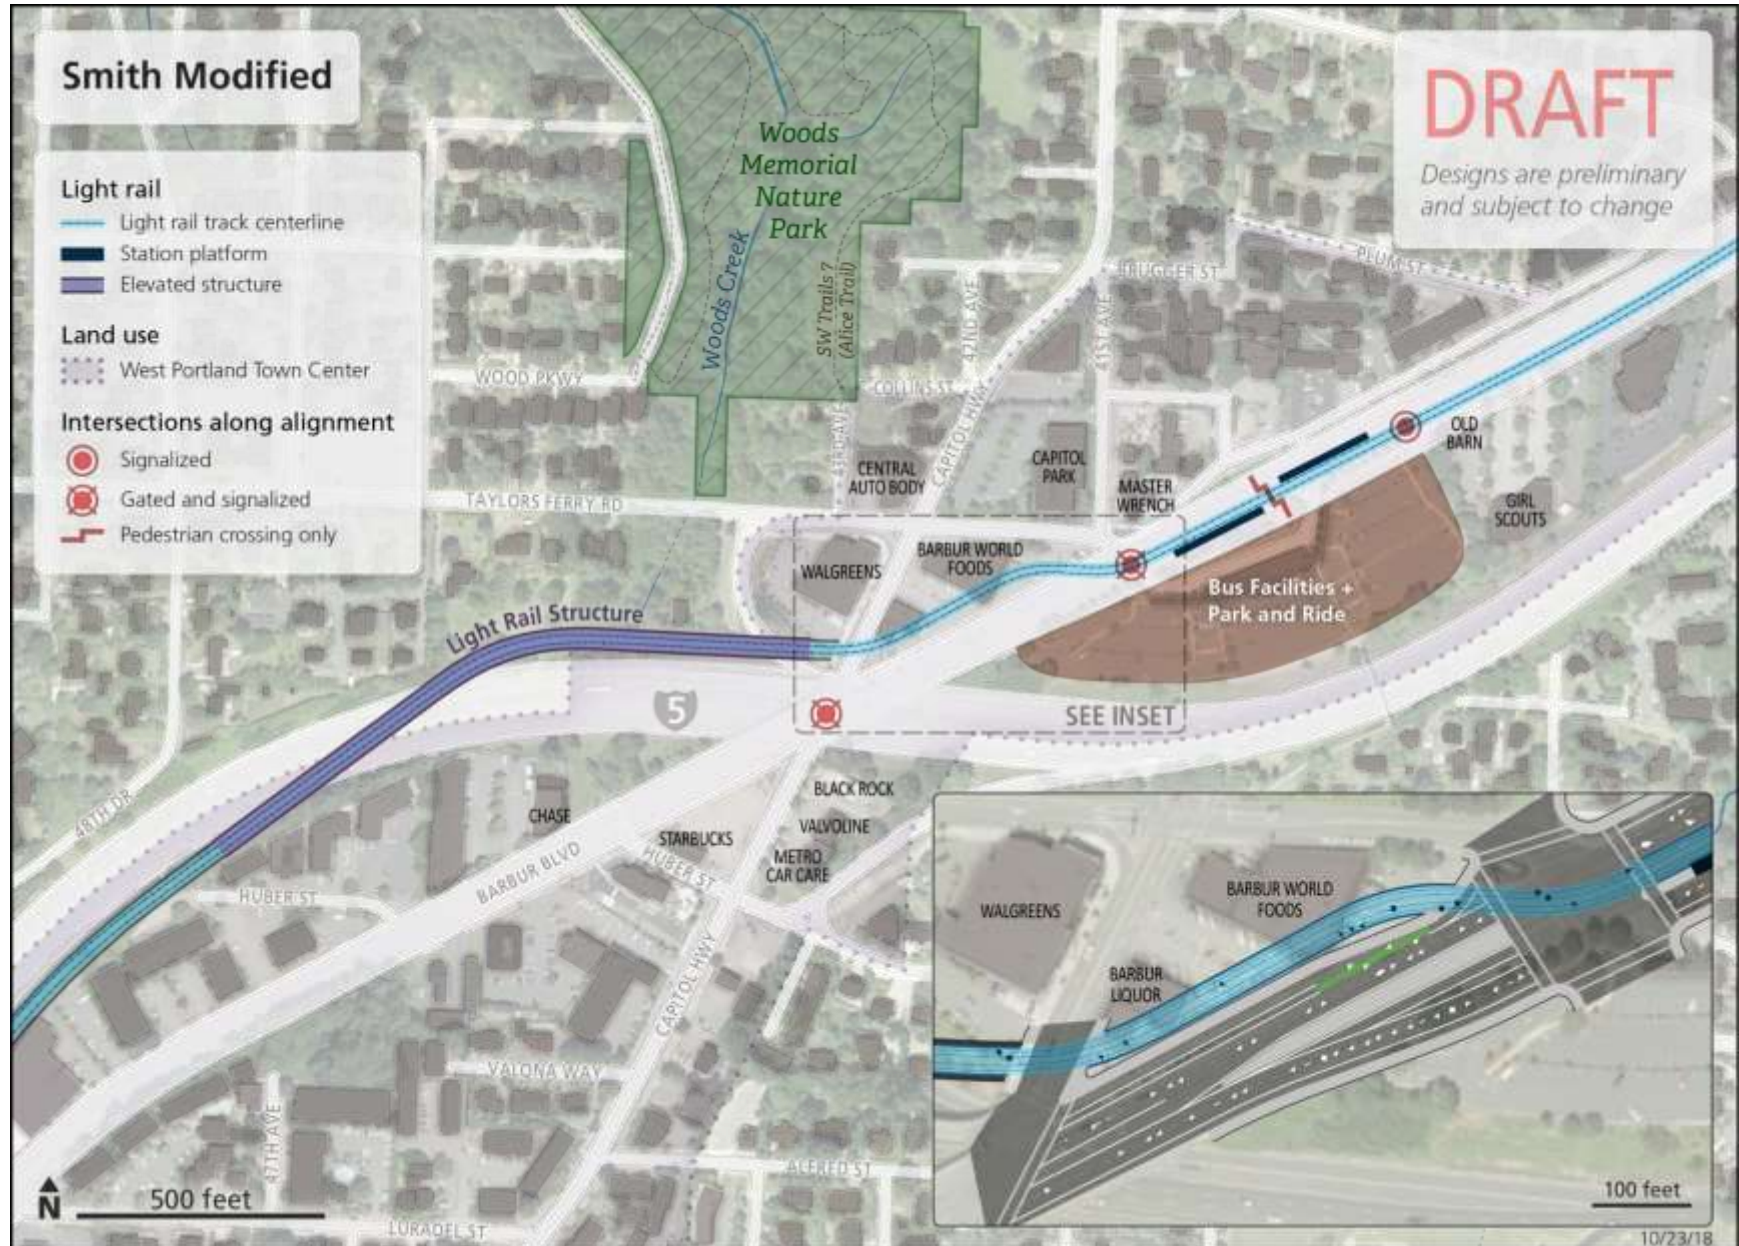 Smith Modified
DRAFT
Designs are preliminary
and subject to change
Light rail
Light rail track centerline
Station platform
Elevated structure
Land use
West Portland Town Center
Intersections along alignment
Signalized
Gated and signalized
Pedestrian crossing only
Woods
Memorial
Nature
Park
Woods Creek
SW Trails 7
(Alice Trail)
WOOD PKWY
TAYLORS FERRY RD
43RD AVE
COLLINS ST
42ND AVE
CAPITOL HWY
41ST AVE
BRUGGER ST
PLUM ST
CENTRAL
AUTO BODY
CAPITOL
PARK
MASTER
WRENCH
OLD
BARN
GIRL
SCOUTS
WALGREENS
BARBUR WORLD
FOODS
Bus Facilities +
Park and Ride
Light Rail Structure
5
SEE INSET
48TH DR
CHASE
STARBUCKS
BLACK ROCK
VALVOLINE
METRO
CAR CARE
HUBER ST
BARBUR BLVD
HUBER ST
CAPITOL HWY
VALONA WAY
47TH AVE
ALFRED ST
LURADEL ST
N
500 feet
WALGREENS
BARBUR WORLD
FOODS
BARBUR
LIQUOR
100 feet
10/23/18